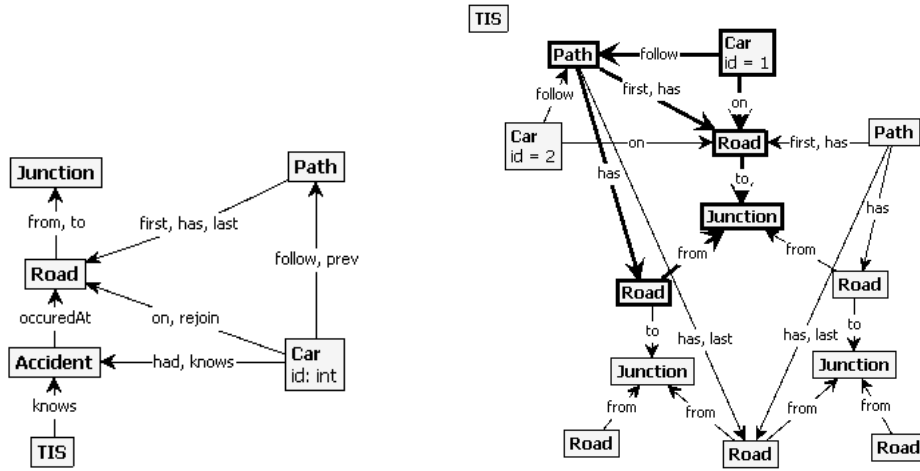 Junction
Path
from, to
first, has, last
Road
follow, prev
occuredAt
on, rejoin
Accident
had, knows
Car
id: int
knows
TIS
TIS
Path
follow
Car
id = 1
follow
first, has
on
Car
id = 2
on
Road
first, has
Path
has
to
has
Junction
from
from
Road
Road
to
has, last
has, last
to
Junction
Junction
from
from
from
from
Road
Road
Road